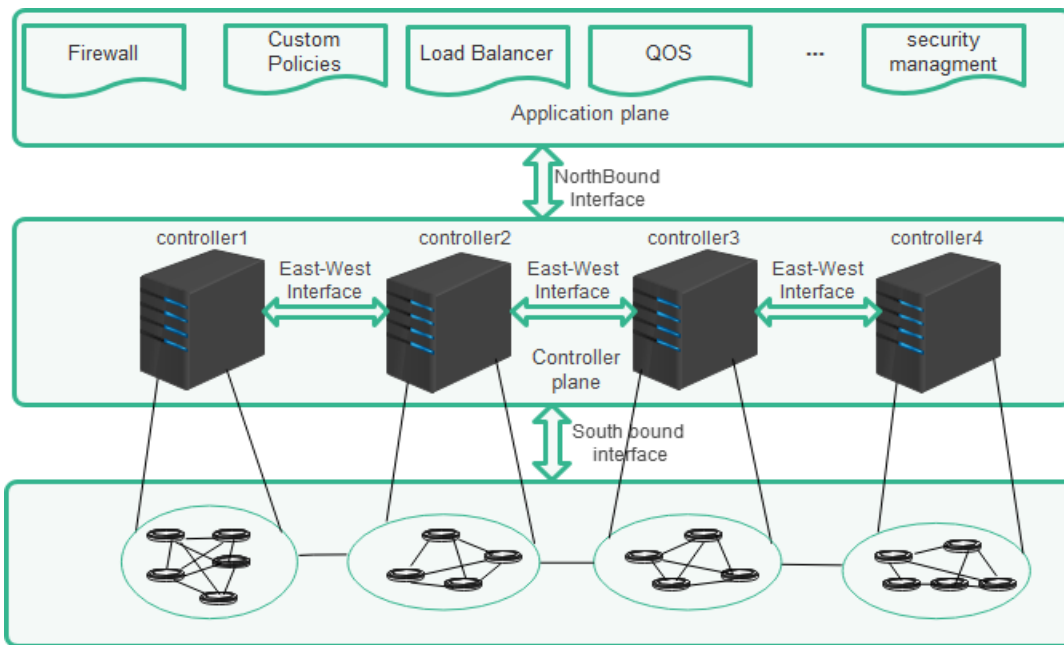 Firewall
Custom
Policies
Load Balancer
QOS
...
security
managment
Application plane
NorthBound
Interface
controller1
controller2
controller3
controller4
East-West
Interface
East-West
Interface
East-West
Interface
Controller
plane
South bound
interface